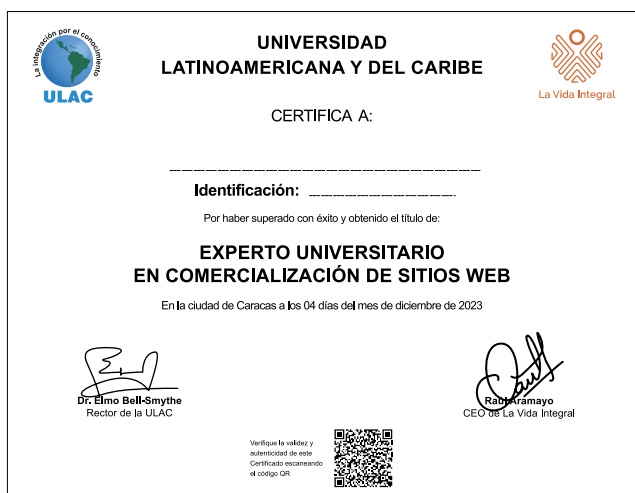 La integración por el conocimiento
ULAC
UNIVERSIDAD
LATINOAMERICANA Y DEL CARIBE
La Vida Integral
CERTIFICA A:
Identificación:
Por haber superado con éxito y obtenido el título de:
EXPERTO UNIVERSITARIO
EN COMERCIALIZACIÓN DE SITIOS WEB
En la ciudad de Caracas a los 04 días del mes de diciembre de 2023
Dr. Elmo Bell-Smythe
Rector de la ULAC
Raúl Aramayo
CEO de La Vida Integral
Verifique la validez y
autenticidad de este
Certificado escaneando
el código QR